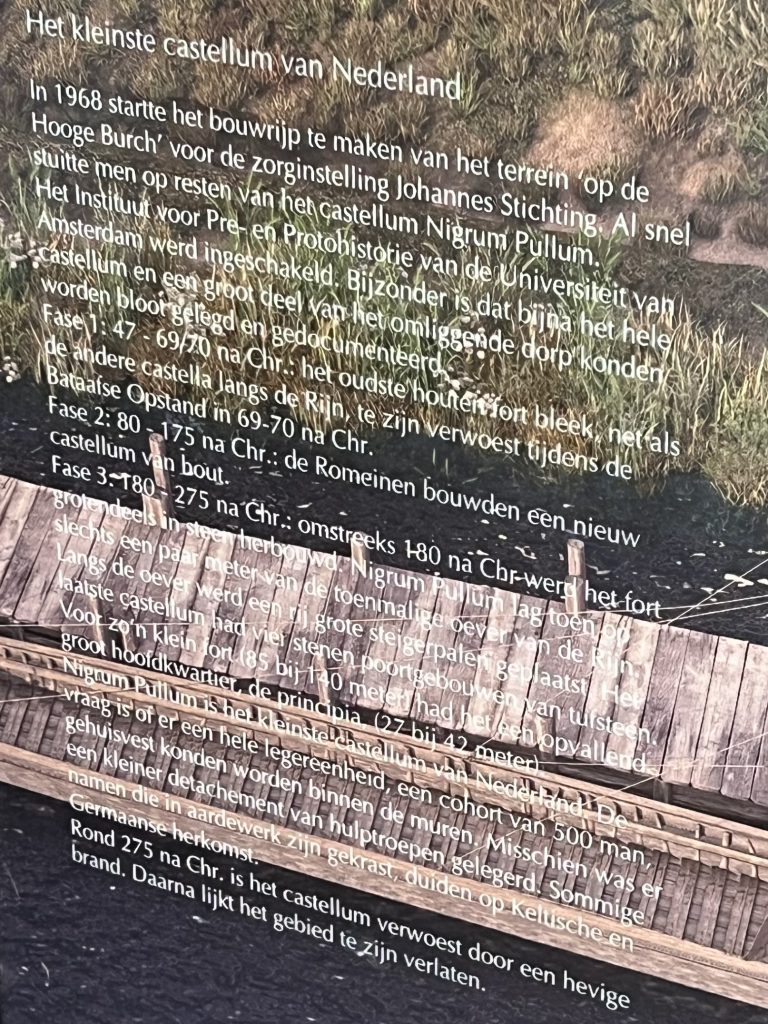 Het kleinste castellum van Nederland
In 1968 startte het bouwrijp te maken van het terrein ‘op de
Hooge Burch’ voor de zorginstelling Johannes Stichting. Al snel
stuitte men op resten van het castellum Nigrum Pullum.
Het Instituut voor Pre- en Protohistorie van de Universiteit van
Amsterdam werd ingeschakeld. Bijzonder is dat bijna het hele
castellum en een groot deel van het omliggende dorp konden
worden bloot gelegd en gedocumenteerd.
Fase 1: 47 - 69/70 na Chr.: het oudste houten fort bleek, net als
de andere castella langs de Rijn, te zijn verwoest tijdens de
Bataafse Opstand in 69-70 na Chr.
Fase 2: 80 - 175 na Chr.: de Romeinen bouwden een nieuw
castellum van hout.
Fase 3: 180 - 275 na Chr.: omstreeks 180 na Chr werd het fort
grotendeels in steen herbouwd. Nigrum Pullum lag toen op
slechts een paar meter van de toenmalige oever van de Rijn.
Langs de oever werd een rij grote steigerpalen geplaatst. Het
laatste castellum had vier stenen poortgebouwen van tufsteen.
Voor zo’n klein fort (85 bij 140 meter) had het een opvallend
groot hoofdkwartier, de principia, (27 bij 42 meter).
Nigrum Pullum is het kleinste castellum van Nederland. De
vraag is of er een hele legereenheid, een cohort van 500 man,
gehuisvest konden worden binnen de muren. Misschien was er
een kleiner detachement van hulptroepen gelegerd. Sommige
namen die in aardewerk zijn gekrast, duiden op Keltische en
Germaanse herkomst.
Rond 275 na Chr. is het castellum verwoest door een hevige
brand. Daarna lijkt het gebied te zijn verlaten.